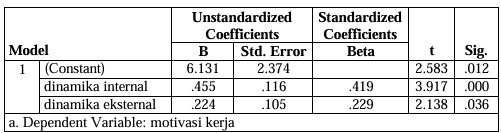 Model Unstandardized Coefficients Standardized Coefficients t Sig.
B Std. Error Beta
1 (Constant) 6.131 2.374 2.583 .012
dinamika internal .455 .116 .419 3.917 .000
dinamika eksternal .224 .105 .229 2.138 .036
a. Dependent Variable: motivasi kerja